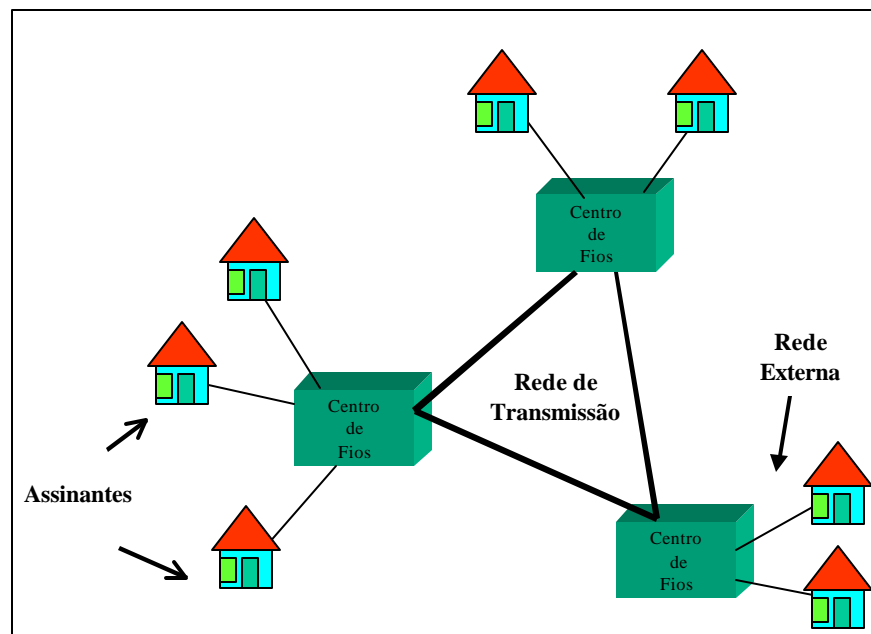 Centro
de
Fios
Rede
Externa
Rede de
Transmissão
Centro
de
Fios
Assinantes
Centro
de
Fios